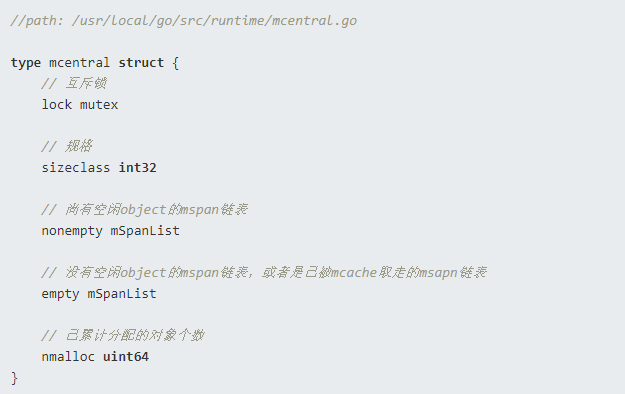 //path: /usr/local/go/src/runtime/mcentral.go
type mcentral struct {
// 互斥锁
lock mutex
// 规格
sizeclass int32
// 尚有空闲object的mspan链表
nonempty mSpanList
// 没有空闲object的mspan链表，或者是已被mcache取走的msapn链表
empty mSpanList
// 已累计分配的对象个数
nmalloc uint64
}